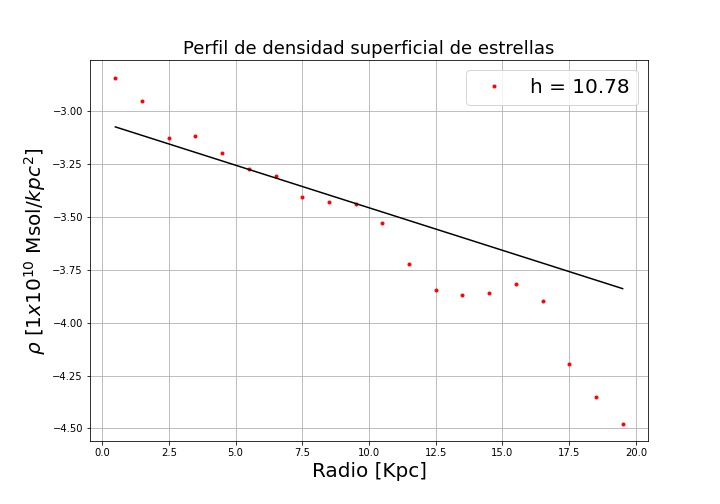 Perfil de densidad superficial de estrellas
h = 10.78
ρ [1x10¹⁰ Msol/kpc²]
−3.00
−3.25
−3.50
−3.75
−4.00
−4.25
−4.50
0.0 2.5 5.0 7.5 10.0 12.5 15.0 17.5 20.0
Radio [Kpc]